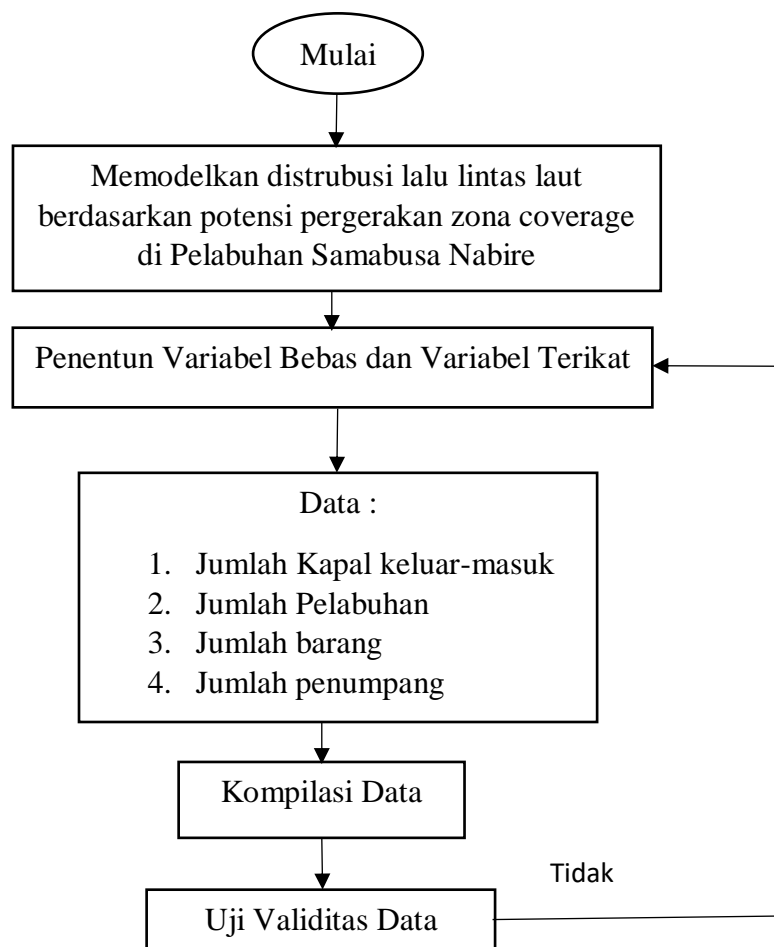 Mulai
Memodelkan distrubusi lalu lintas laut
berdasarkan potensi pergerakan zona coverage
di Pelabuhan Samabusa Nabire
Penentun Variabel Bebas dan Variabel Terikat
Data :
1. Jumlah Kapal keluar-masuk
2. Jumlah Pelabuhan
3. Jumlah barang
4. Jumlah penumpang
Kompilasi Data
Tidak
Uji Validitas Data